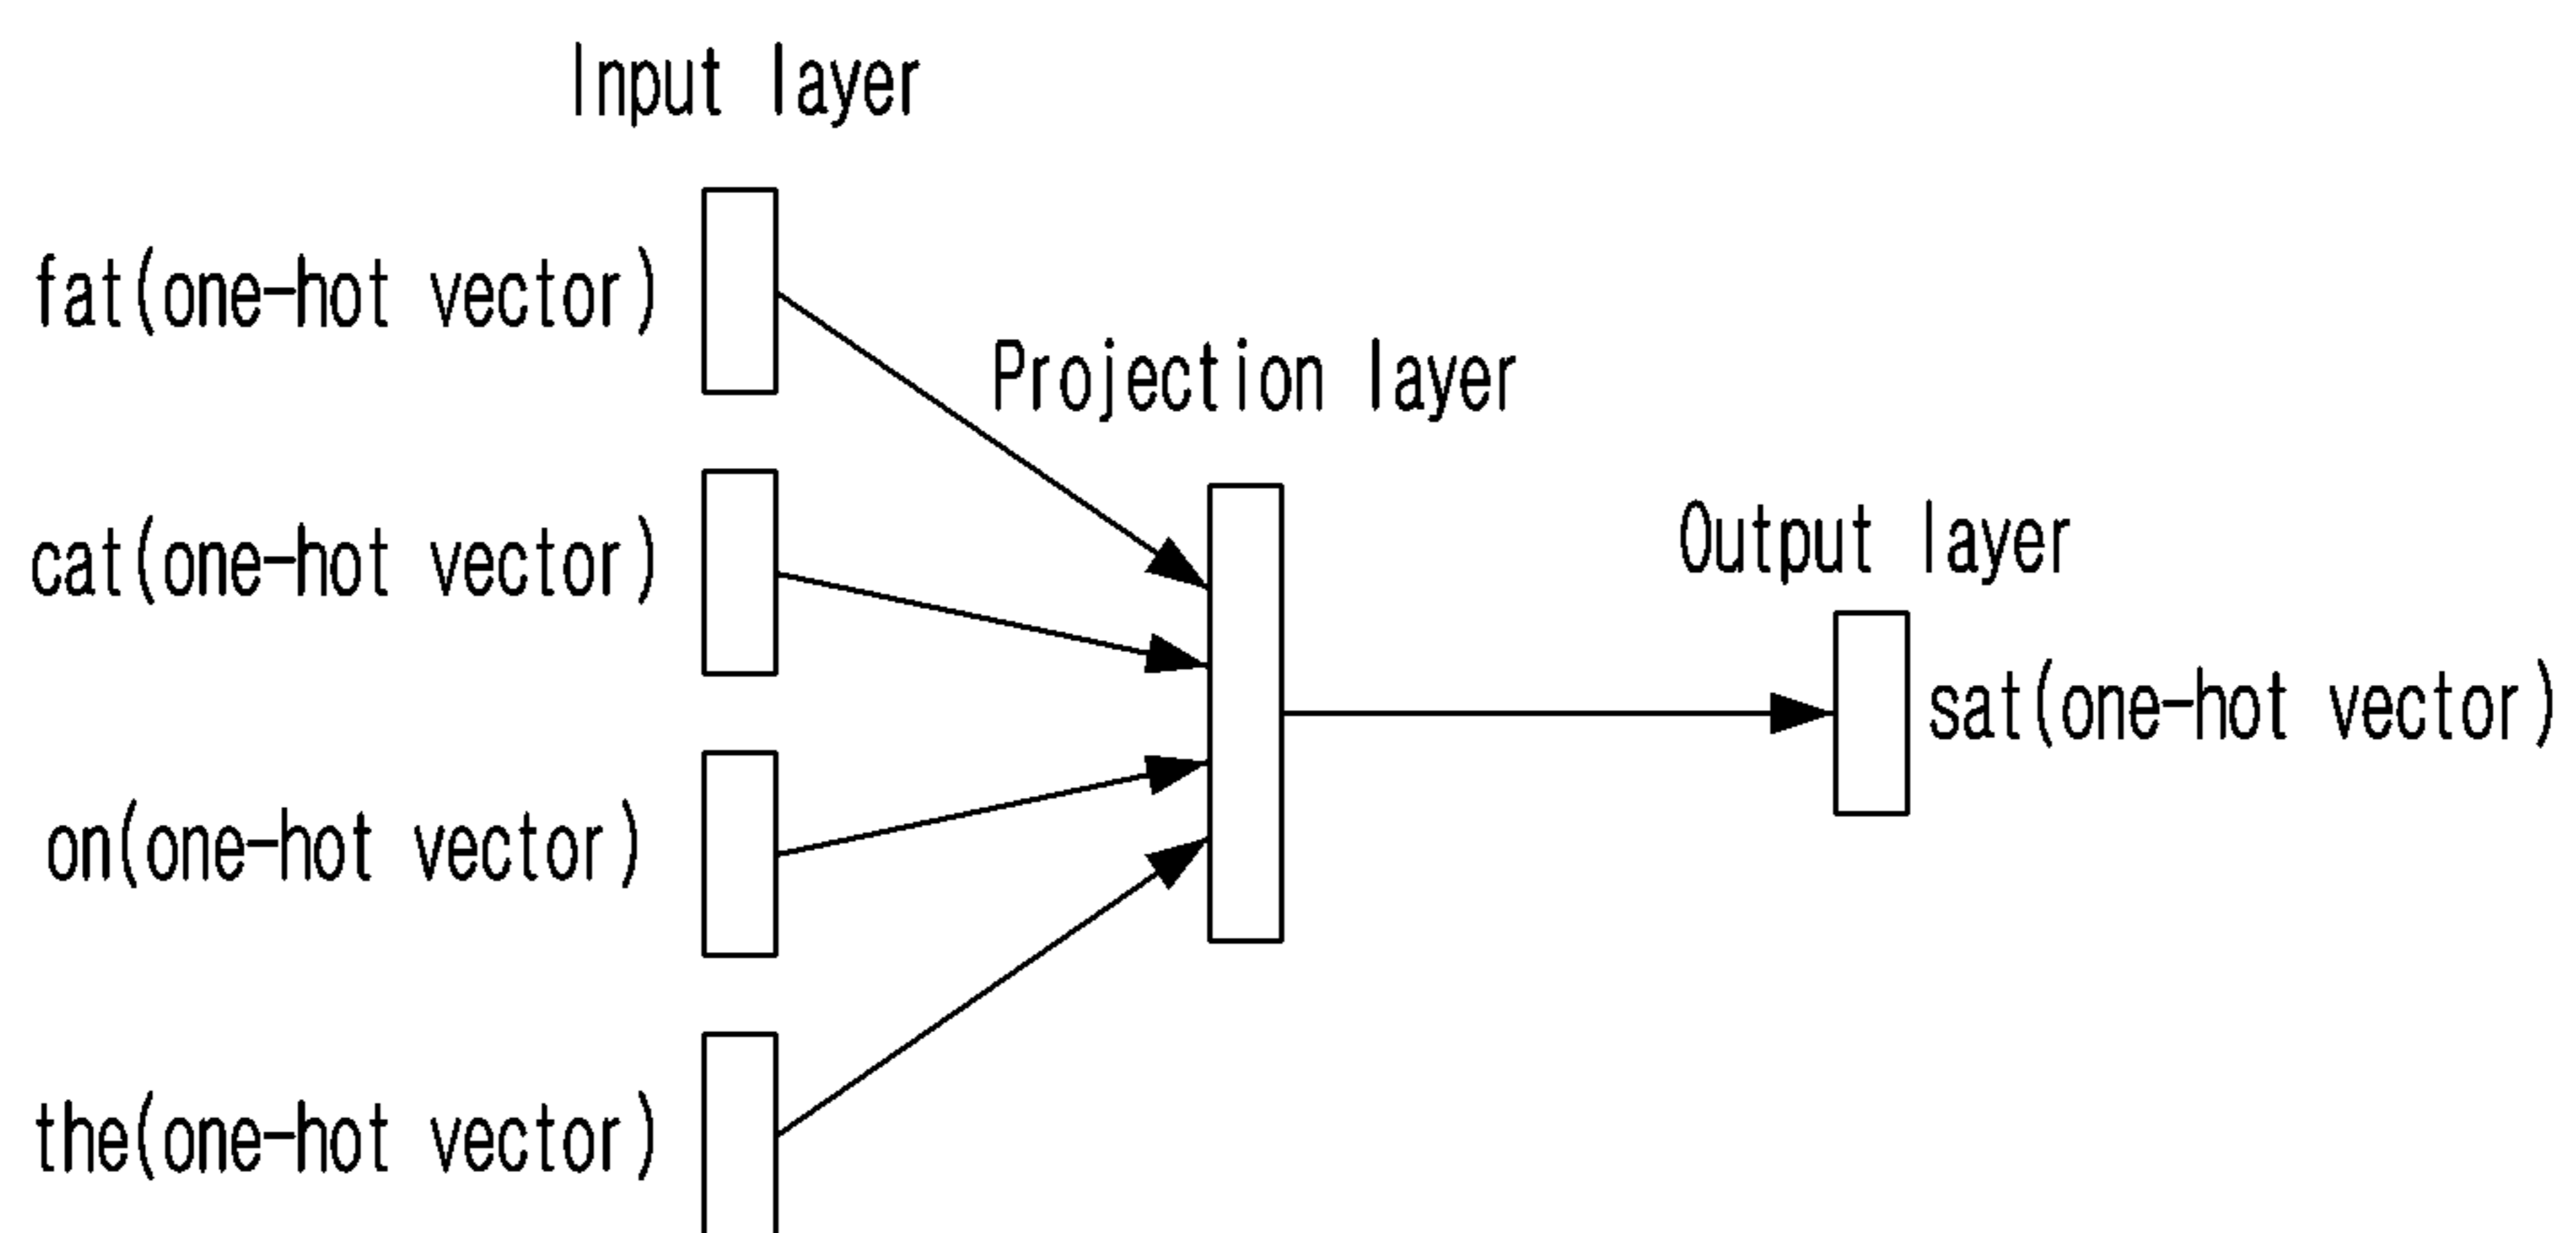 Input layer
fat(one-hot vector)
Projection layer
cat(one-hot vector)
Output layer
sat(one-hot vector)
on(one-hot vector)
the(one-hot vector)